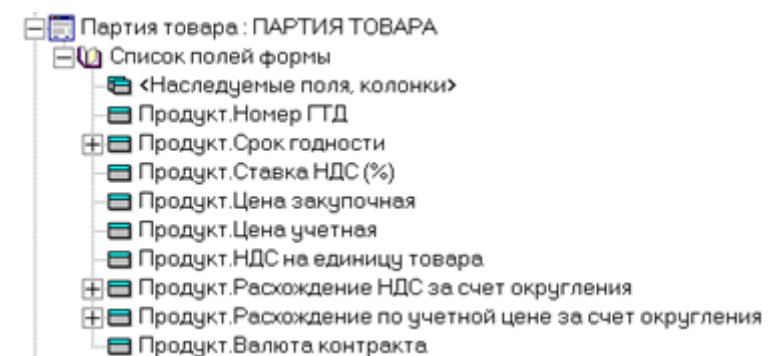 Партия товара : ПАРТИЯ ТОВАРА
Список полей формы
<Наследуемые поля, колонки>
Продукт.Номер ГТД
Продукт.Срок годности
Продукт.Ставка НДС (%)
Продукт.Цена закупочная
Продукт.Цена учетная
Продукт.НДС на единицу товара
Продукт.Расхождение НДС за счет округления
Продукт.Расхождение по учетной цене за счет округления
Продукт.Валюта контракта